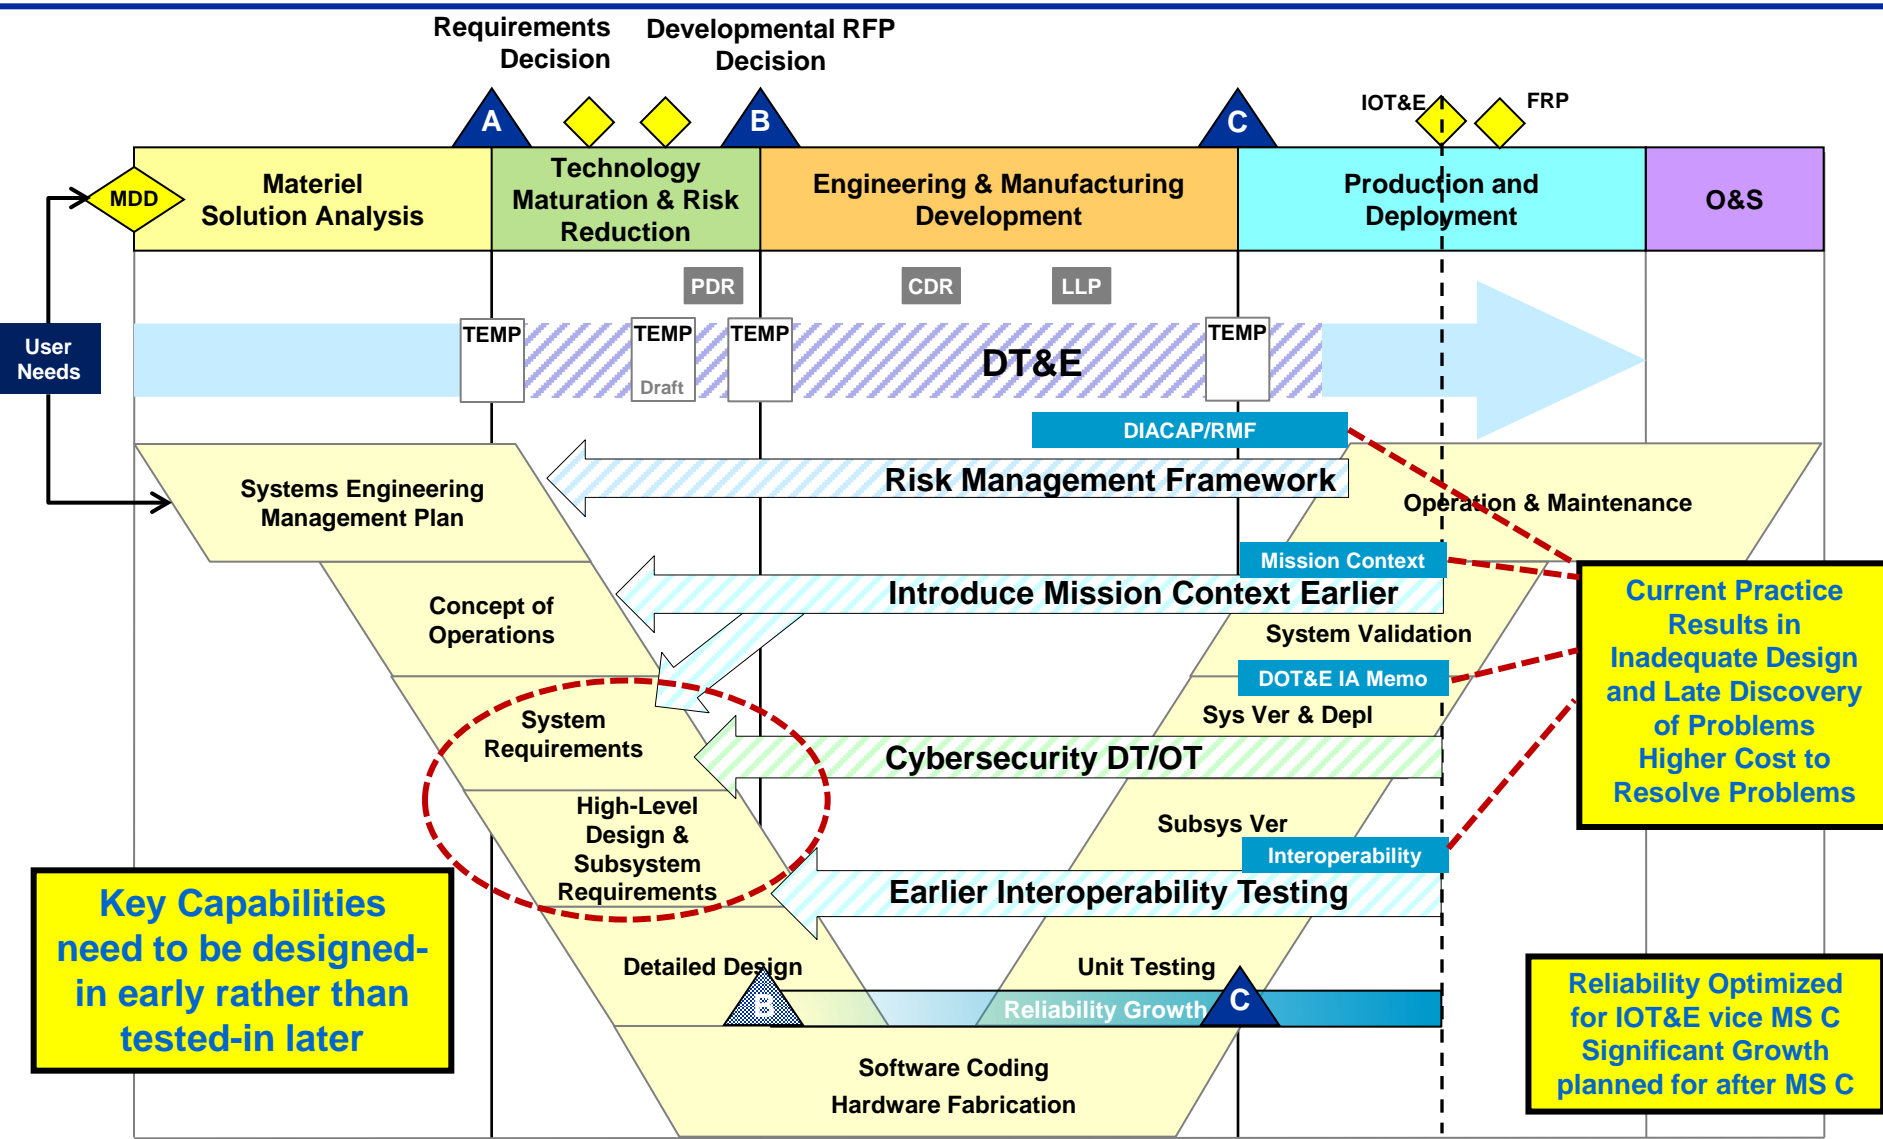 Requirements
Decision
Developmental RFP
Decision
A
B
C
IOT&E
FRP
MDD
Materiel
Solution Analysis
Technology
Maturation & Risk
Reduction
Engineering & Manufacturing
Development
Production and
Deployment
O&S
PDR
CDR
LLP
User
Needs
TEMP
TEMP
Draft
TEMP
DT&E
TEMP
DIACAP/RMF
Risk Management Framework
Systems Engineering
Management Plan
Operation & Maintenance
Mission Context
Introduce Mission Context Earlier
Concept of
Operations
System Validation
Current Practice
Results in
Inadequate Design
and Late Discovery
of Problems
Higher Cost to
Resolve Problems
DOT&E IA Memo
Sys Ver & Depl
System
Requirements
Cybersecurity DT/OT
High-Level
Design &
Subsystem
Requirements
Subsys Ver
Interoperability
Earlier Interoperability Testing
Key Capabilities
need to be designed-
in early rather than
tested-in later
Detailed Design
Unit Testing
B
Reliability Growth
C
Reliability Optimized
for IOT&E vice MS C
Significant Growth
planned for after MS C
Software Coding
Hardware Fabrication